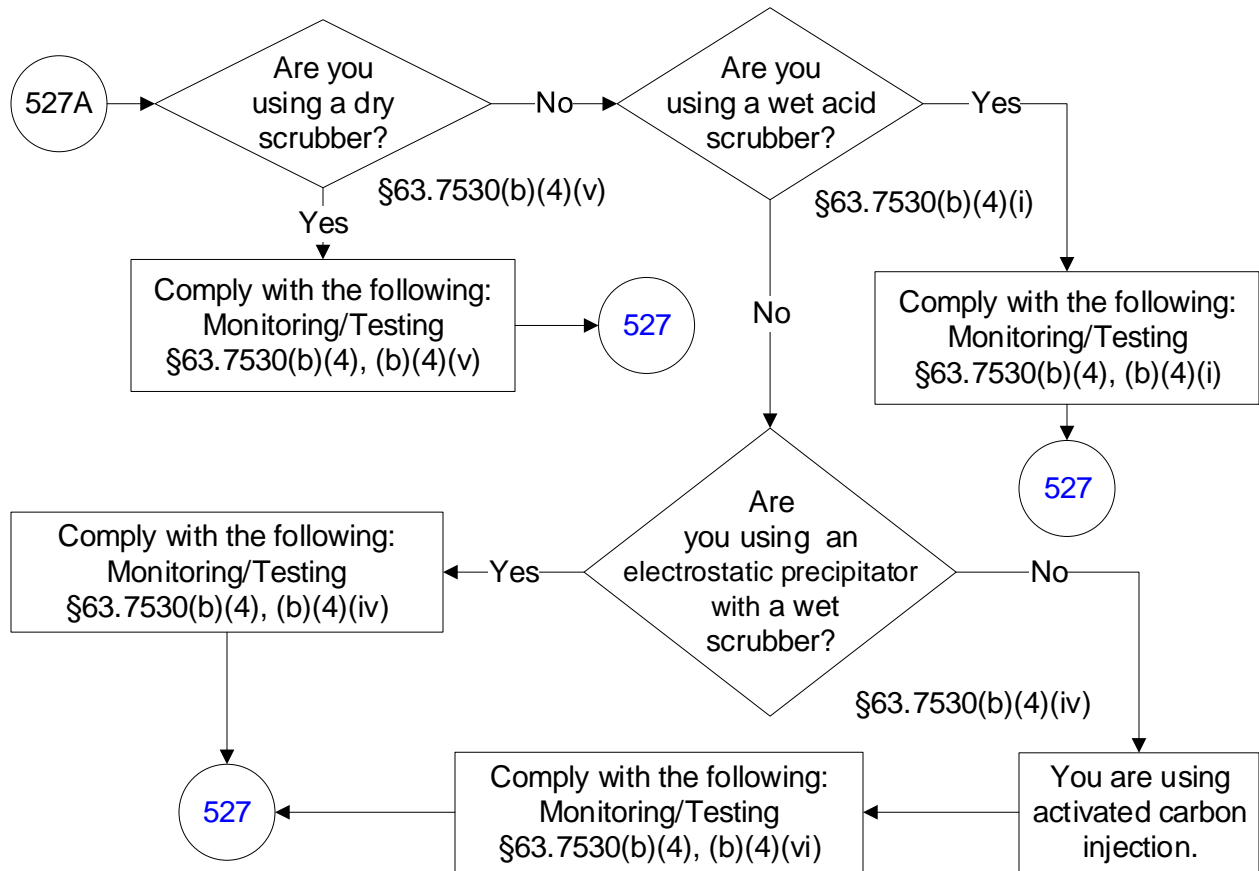 527A
Are you
using a dry
scrubber?
No
Are you
using a wet acid
scrubber?
Yes
§63.7530(b)(4)(v)
§63.7530(b)(4)(i)
Yes
Comply with the following:
Monitoring/Testing
§63.7530(b)(4), (b)(4)(v)
527
No
Comply with the following:
Monitoring/Testing
§63.7530(b)(4), (b)(4)(i)
527
Are
you using an
electrostatic precipitator
with a wet
scrubber?
Yes
No
Comply with the following:
Monitoring/Testing
§63.7530(b)(4), (b)(4)(iv)
§63.7530(b)(4)(iv)
You are using
activated carbon
injection.
Comply with the following:
Monitoring/Testing
§63.7530(b)(4), (b)(4)(vi)
527